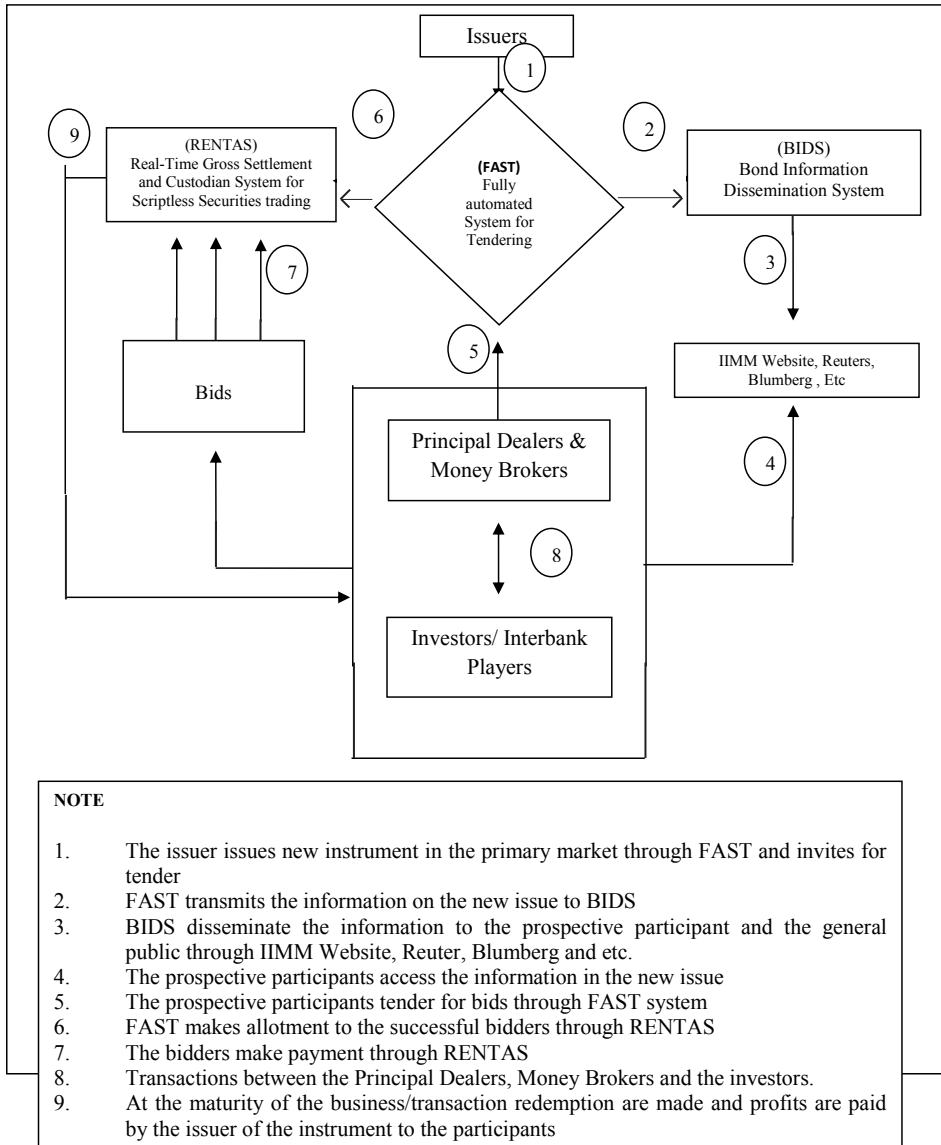 Issuers
1
6
2
9
(RENTAS)
Real-Time Gross Settlement
and Custodian System for
Scriptless Securities trading
(FAST)
Fully
automated
System for
Tendering
(BIDS)
Bond Information
Dissemination System
3
7
5
Bids
IIMM Website, Reuters,
Blumberg , Etc
Principal Dealers &
Money Brokers
4
8
Investors/ Interbank
Players
NOTE
1. The issuer issues new instrument in the primary market through FAST and invites for
tender
2. FAST transmits the information on the new issue to BIDS
3. BIDS disseminate the information to the prospective participant and the general
public through IIMM Website, Reuter, Blumberg and etc.
4. The prospective participants access the information in the new issue
5. The prospective participants tender for bids through FAST system
6. FAST makes allotment to the successful bidders through RENTAS
7. The bidders make payment through RENTAS
8. Transactions between the Principal Dealers, Money Brokers and the investors.
9. At the maturity of the business/transaction redemption are made and profits are paid
by the issuer of the instrument to the participants